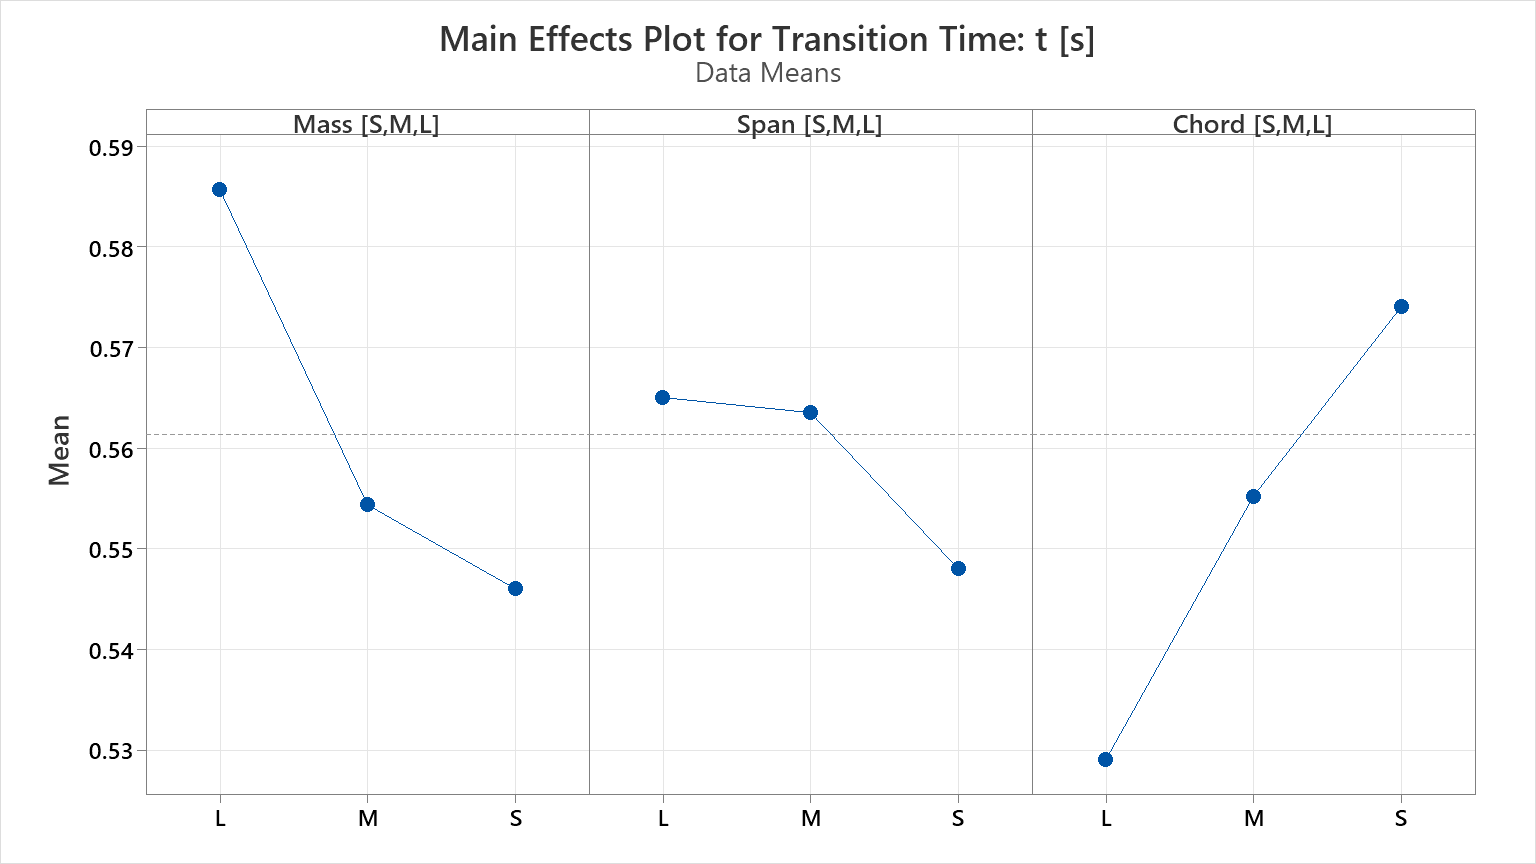 Main Effects Plot for Transition Time: t [s]
Data Means
Mass [S,M,L] Span [S,M,L] Chord [S,M,L]
0.59
0.58
0.57
0.56
0.55
0.54
0.53
Mean
L M S L M S L M S